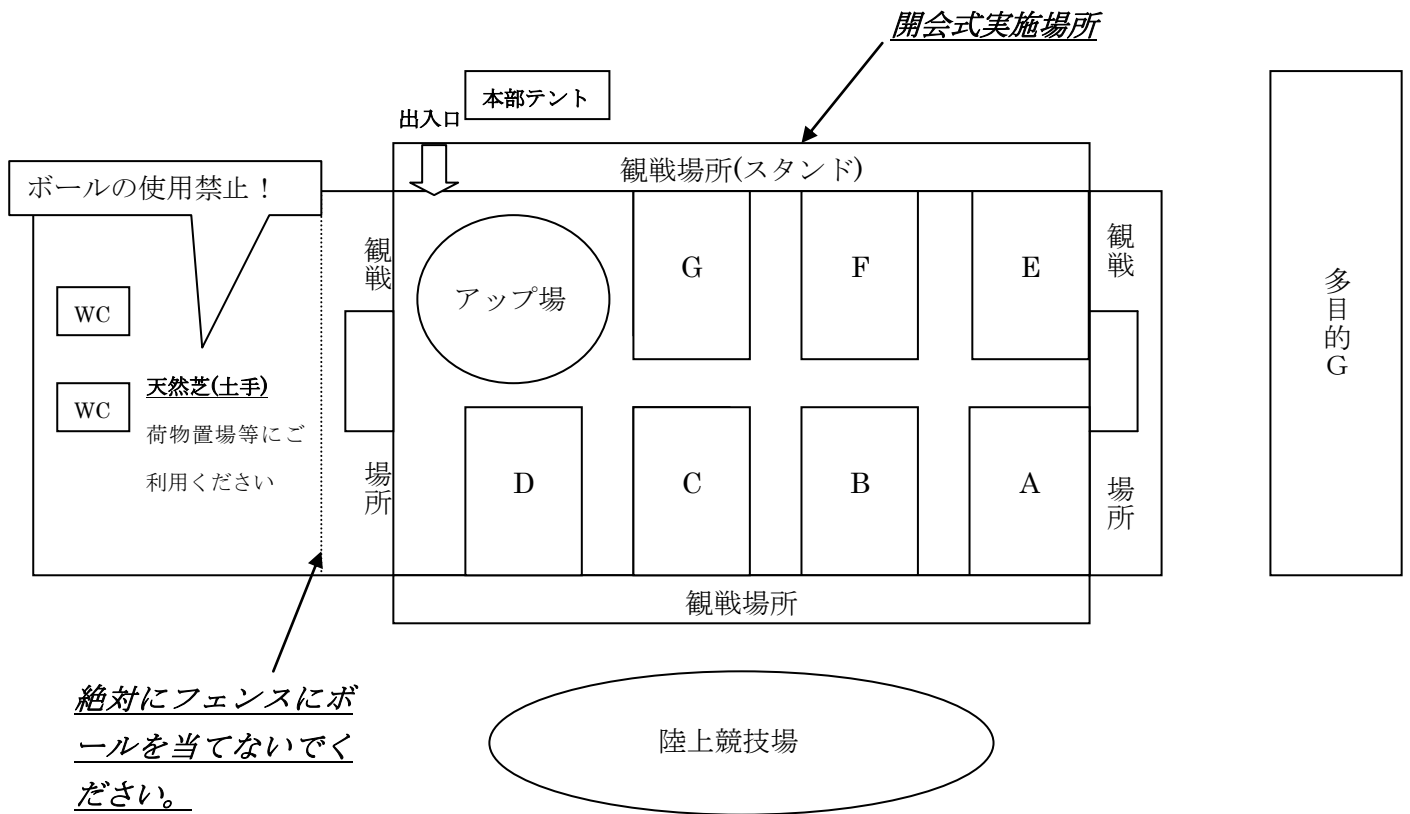 開会式実施場所
本部テント
出入口
観戦場所(スタンド)
ボールの使用禁止！
観戦
場所
アップ場
G
F
E
観戦
場所
多目的G
WC
WC
天然芝(土手)
荷物置場等にご
利用ください
D
C
B
A
観戦場所
絶対にフェンスにボ
ールを当てないでく
ださい。
陸上競技場